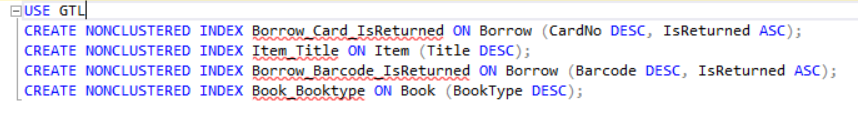 USE GTL
CREATE NONCLUSTERED INDEX Borrow_Card_IsReturned ON Borrow (CardNo DESC, IsReturned ASC);
CREATE NONCLUSTERED INDEX Item_Title ON Item (Title DESC);
CREATE NONCLUSTERED INDEX Borrow_Barcode_IsReturned ON Borrow (Barcode DESC, IsReturned ASC);
CREATE NONCLUSTERED INDEX Book_Booktype ON Book (BookType DESC);